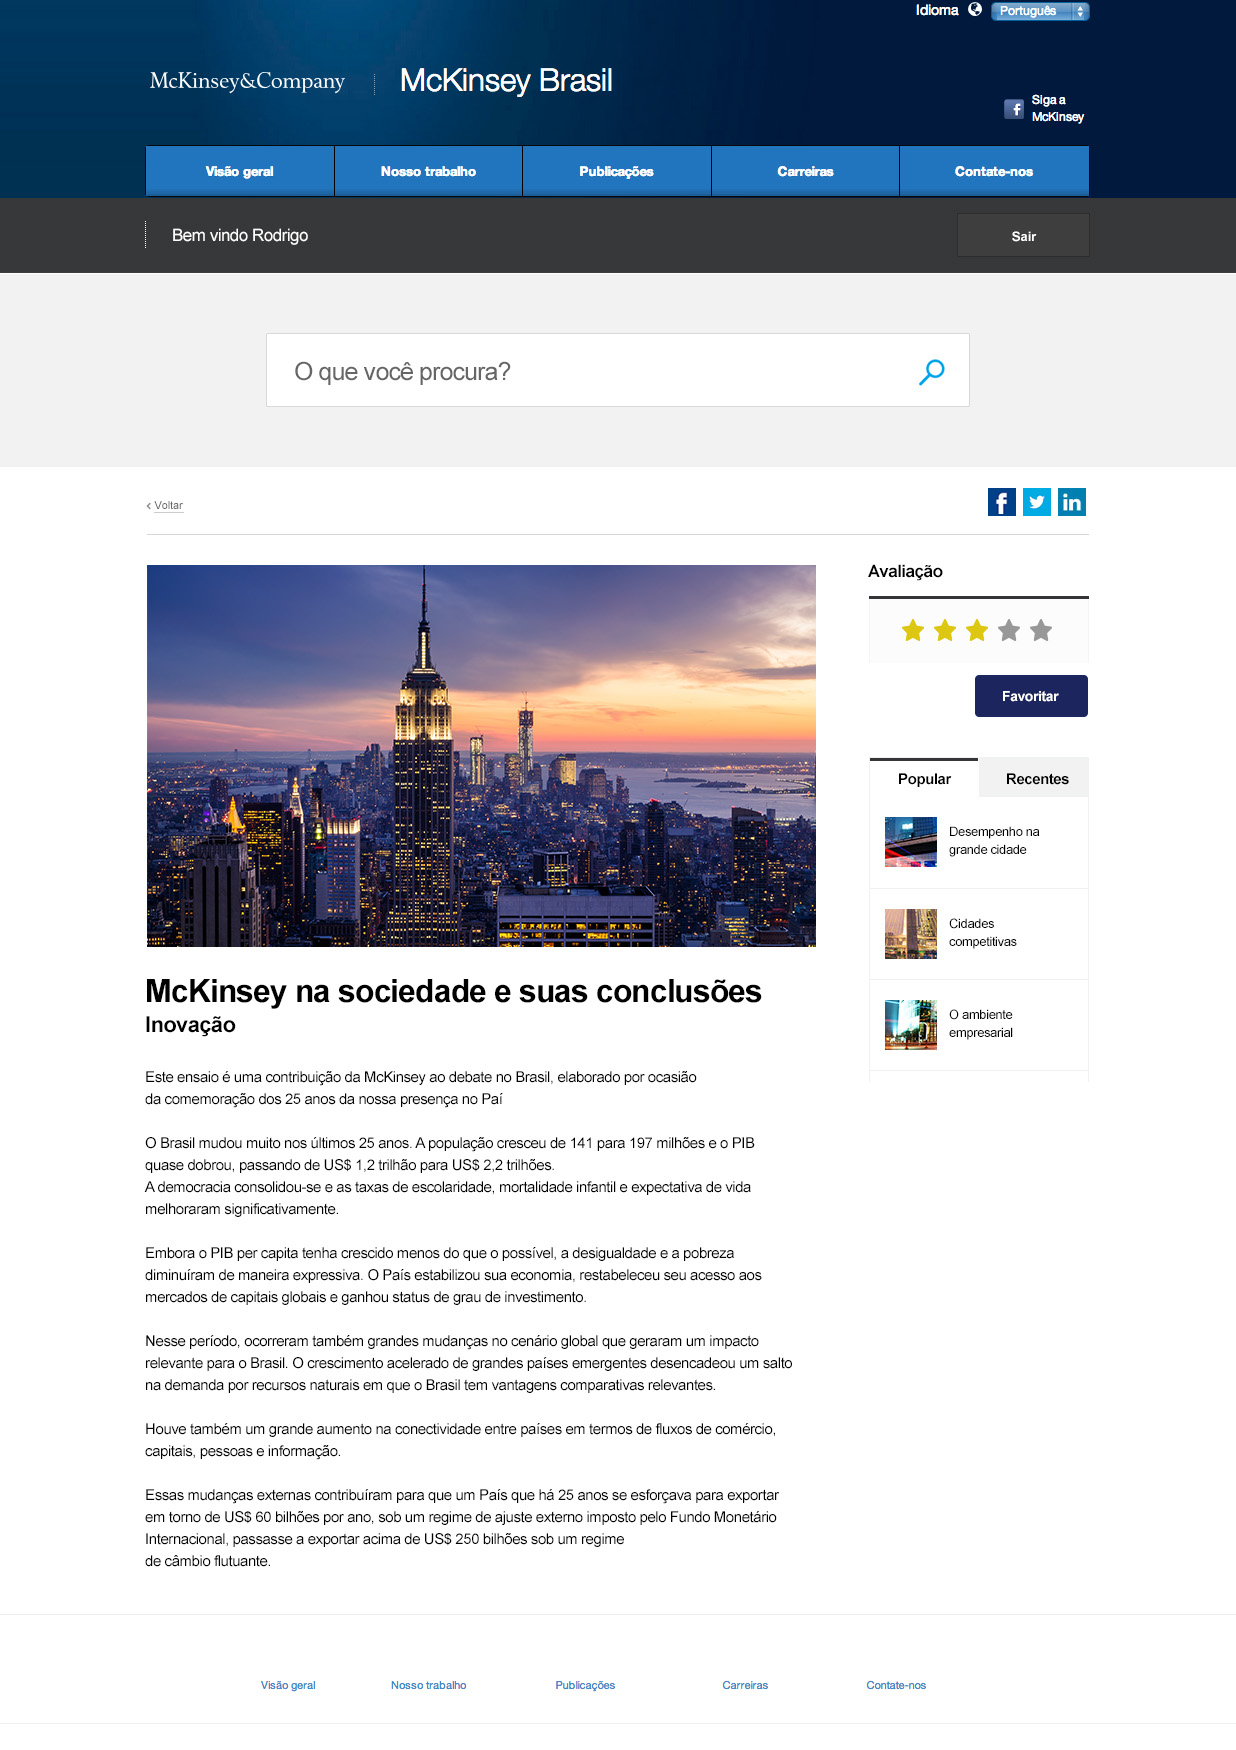 Idioma
Português
McKinsey&Company
McKinsey Brasil
f
Siga a
McKinsey
Visão geral
Nosso trabalho
Publicações
Carreiras
Contate-nos
Bem vindo Rodrigo
Sair
O que você procura?
‹ Voltar
f
in
Avaliação
Favoritar
Popular
Recentes
Desempenho na
grande cidade
Cidades
competitivas
O ambiente
empresarial
McKinsey na sociedade e suas conclusões
Inovação
Este ensaio é uma contribuição da McKinsey ao debate no Brasil, elaborado por ocasião
da comemoração dos 25 anos da nossa presença no Paí
O Brasil mudou muito nos últimos 25 anos. A população cresceu de 141 para 197 milhões e o PIB
quase dobrou, passando de US$ 1,2 trilhão para US$ 2,2 trilhões.
A democracia consolidou-se e as taxas de escolaridade, mortalidade infantil e expectativa de vida
melhoraram significativamente.
Embora o PIB per capita tenha crescido menos do que o possível, a desigualdade e a pobreza
diminuíram de maneira expressiva. O País estabilizou sua economia, restabeleceu seu acesso aos
mercados de capitais globais e ganhou status de grau de investimento.
Nesse período, ocorreram também grandes mudanças no cenário global que geraram um impacto
relevante para o Brasil. O crescimento acelerado de grandes países emergentes desencadeou um salto
na demanda por recursos naturais em que o Brasil tem vantagens comparativas relevantes.
Houve também um grande aumento na conectividade entre países em termos de fluxos de comércio,
capitais, pessoas e informação.
Essas mudanças externas contribuíram para que um País que há 25 anos se esforçava para exportar
em torno de US$ 60 bilhões por ano, sob um regime de ajuste externo imposto pelo Fundo Monetário
Internacional, passasse a exportar acima de US$ 250 bilhões sob um regime
de câmbio flutuante.
Visão geral
Nosso trabalho
Publicações
Carreiras
Contate-nos